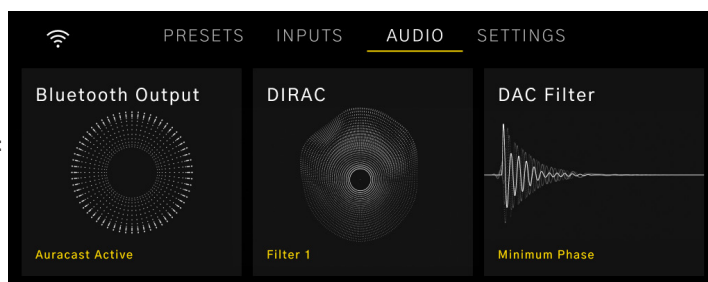 PRESETS INPUTS AUDIO SETTINGS
Bluetooth Output DIRAC DAC Filter
Auracast Active Filter 1 Minimum Phase